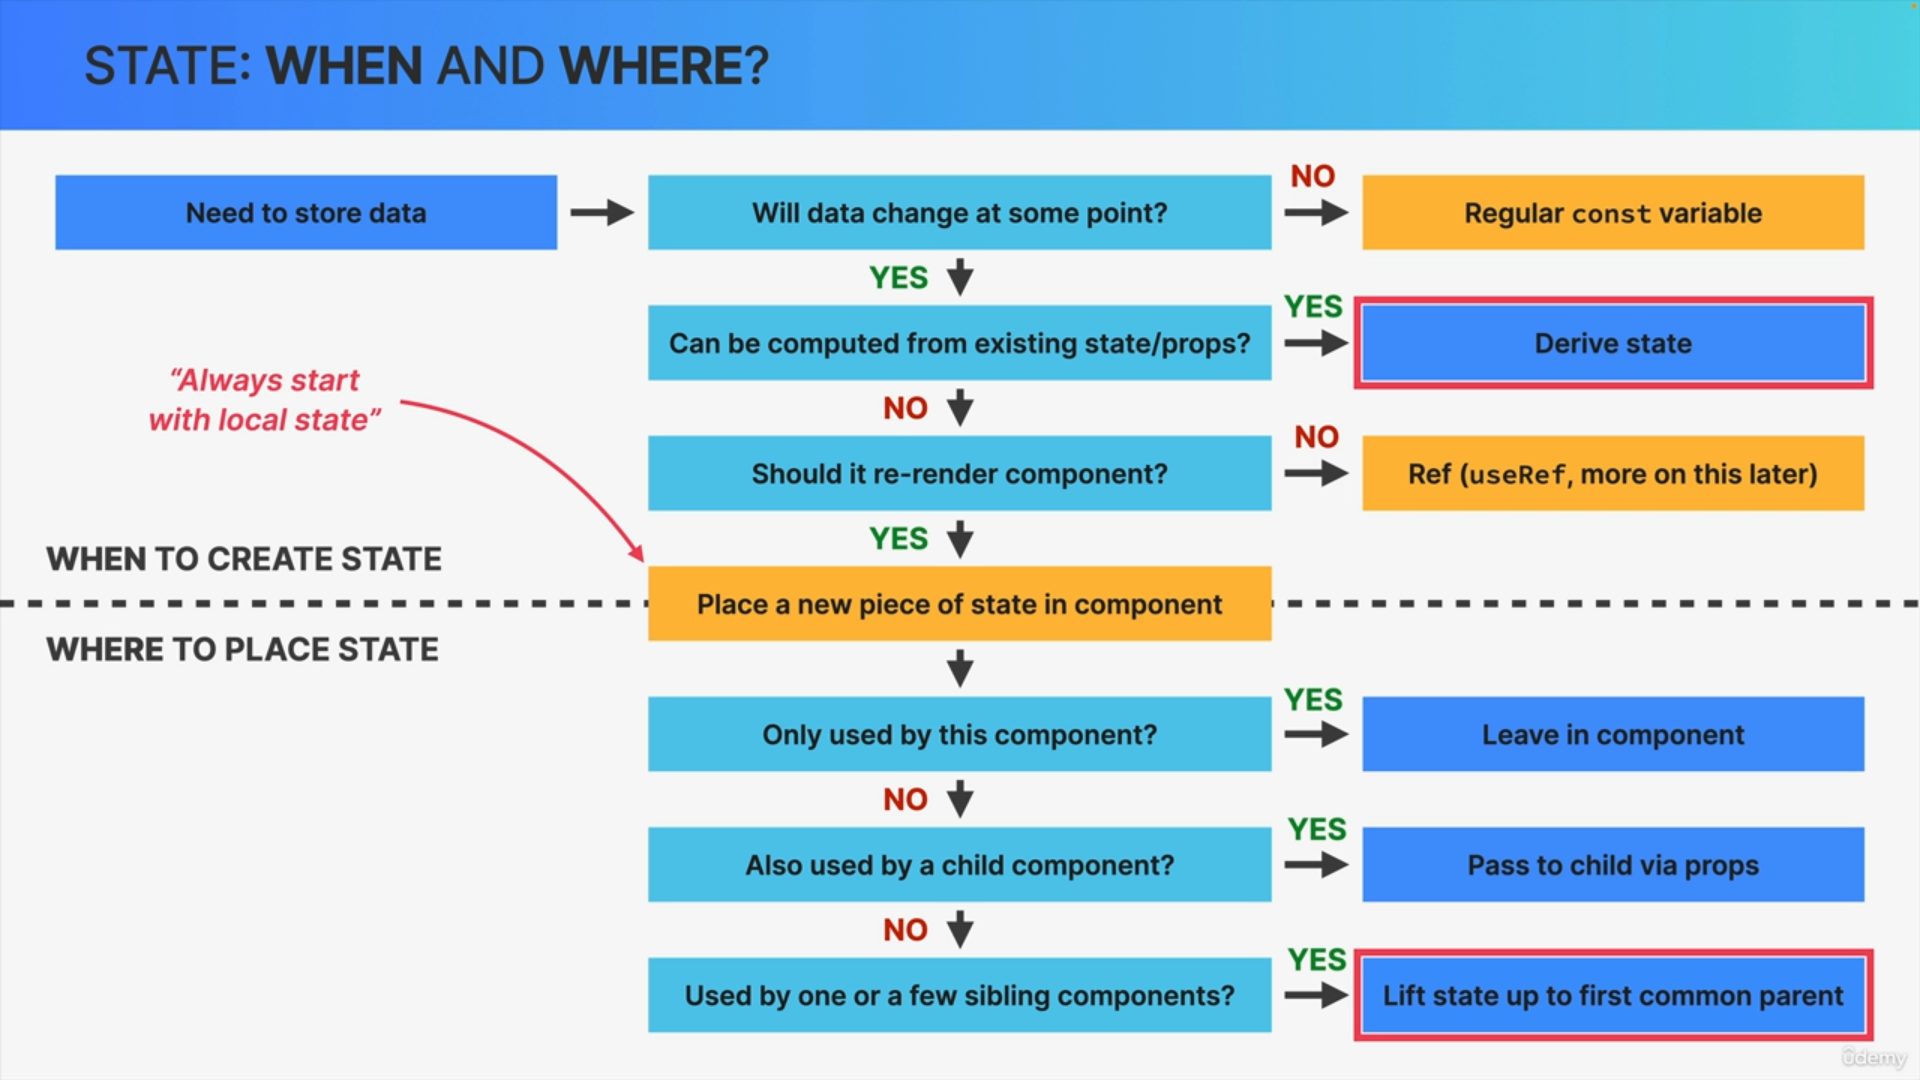 STATE: WHEN AND WHERE?
Need to store data
Will data change at some point?
NO
Regular const variable
YES
Can be computed from existing state/props?
YES
Derive state
“Always start
with local state”
NO
Should it re-render component?
NO
Ref (useRef, more on this later)
YES
WHEN TO CREATE STATE
Place a new piece of state in component
WHERE TO PLACE STATE
Only used by this component?
YES
Leave in component
NO
Also used by a child component?
YES
Pass to child via props
NO
Used by one or a few sibling components?
YES
Lift state up to first common parent
ûdemy